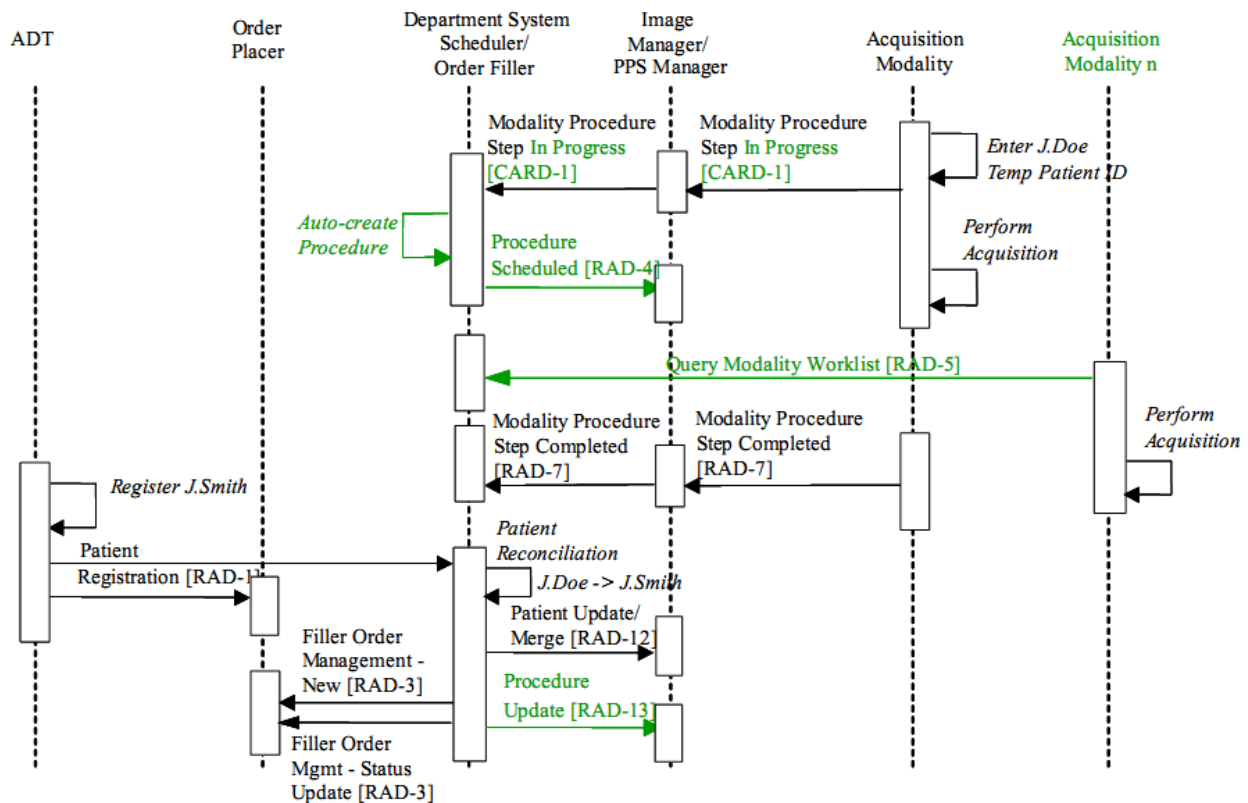 ADT
Order
Placer
Department System
Scheduler/
Order Filler
Image
Manager/
PPS Manager
Acquisition
Modality
Acquisition
Modality n
Modality Procedure
Step In Progress
[CARD-1]
Modality Procedure
Step In Progress
[CARD-1]
Enter J.Doe
Temp Patient ID
Auto-create
Procedure
Procedure
Scheduled [RAD-4]
Perform
Acquisition
Query Modality Worklist [RAD-5]
Modality Procedure
Step Completed
[RAD-7]
Modality Procedure
Step Completed
[RAD-7]
Perform
Acquisition
Register J.Smith
Patient
Registration [RAD-1]
Patient
Reconciliation
J.Doe -> J.Smith
Patient Update/
Merge [RAD-12]
Filler Order
Management -
New [RAD-3]
Procedure
Update [RAD-13]
Filler Order
Mgmt - Status
Update [RAD-3]